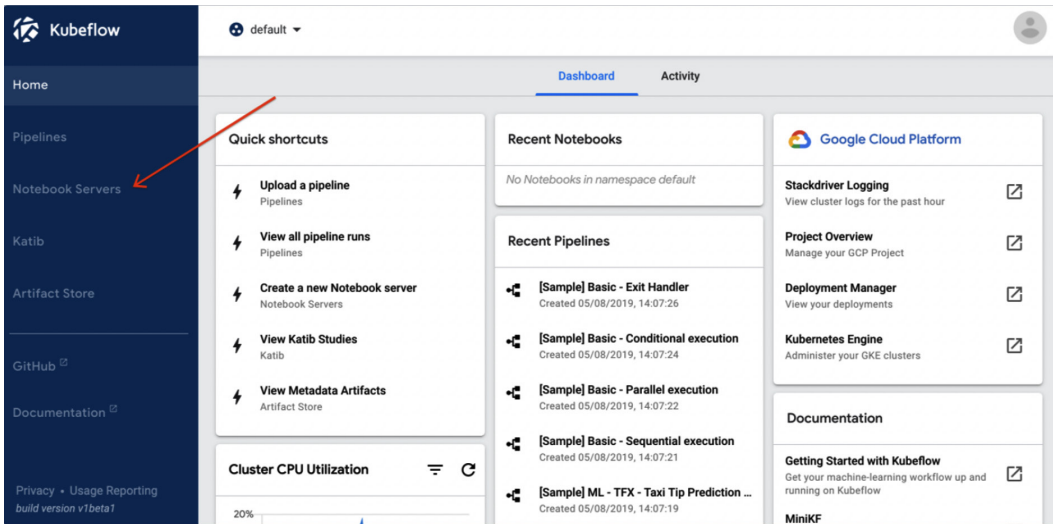 Kubeflow
default
Home
Pipelines
Notebook Servers
Katib
Artifact Store
GitHub
Documentation
Privacy • Usage Reporting
build version v1beta1
Dashboard
Activity
Quick shortcuts
Upload a pipeline
Pipelines
View all pipeline runs
Pipelines
Create a new Notebook server
Notebook Servers
View Katib Studies
Katib
View Metadata Artifacts
Artifact Store
Cluster CPU Utilization
20%
Recent Notebooks
No Notebooks in namespace default
Recent Pipelines
[Sample] Basic - Exit Handler
Created 05/08/2019, 14:07:26
[Sample] Basic - Conditional execution
Created 05/08/2019, 14:07:24
[Sample] Basic - Parallel execution
Created 05/08/2019, 14:07:22
[Sample] Basic - Sequential execution
Created 05/08/2019, 14:07:21
[Sample] ML - TFX - Taxi Tip Prediction ...
Created 05/08/2019, 14:07:19
Google Cloud Platform
Stackdriver Logging
View cluster logs for the past hour
Project Overview
Manage your GCP Project
Deployment Manager
View your deployments
Kubernetes Engine
Administer your GKE clusters
Documentation
Getting Started with Kubeflow
Get your machine-learning workflow up and
running on Kubeflow
MiniKF